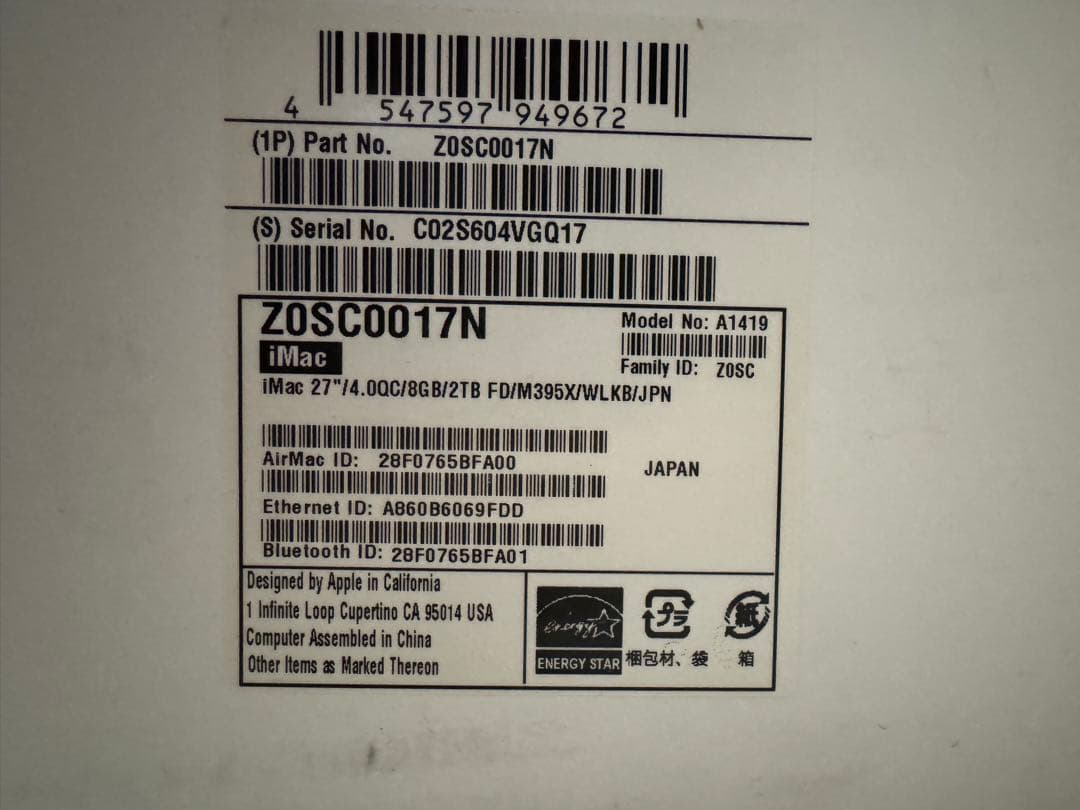 4 547597 949672
(1P) Part No. Z0SC0017N
(S) Serial No. C02S604VGQ17
Z0SC0017N
Model No: A1419
iMac
Family ID: Z0SC
iMac 27"/4.0QC/8GB/2TB FD/M395X/WLKB/JPN
AirMac ID: 28F0765BFA00
JAPAN
Ethernet ID: A860B6069FDD
Bluetooth ID: 28F0765BFA01
Designed by Apple in California
1 Infinite Loop Cupertino CA 95014 USA
Computer Assembled in China
Other Items as Marked Thereon
energy
ENERGY STAR
プラ
梱包材、袋
紙
箱